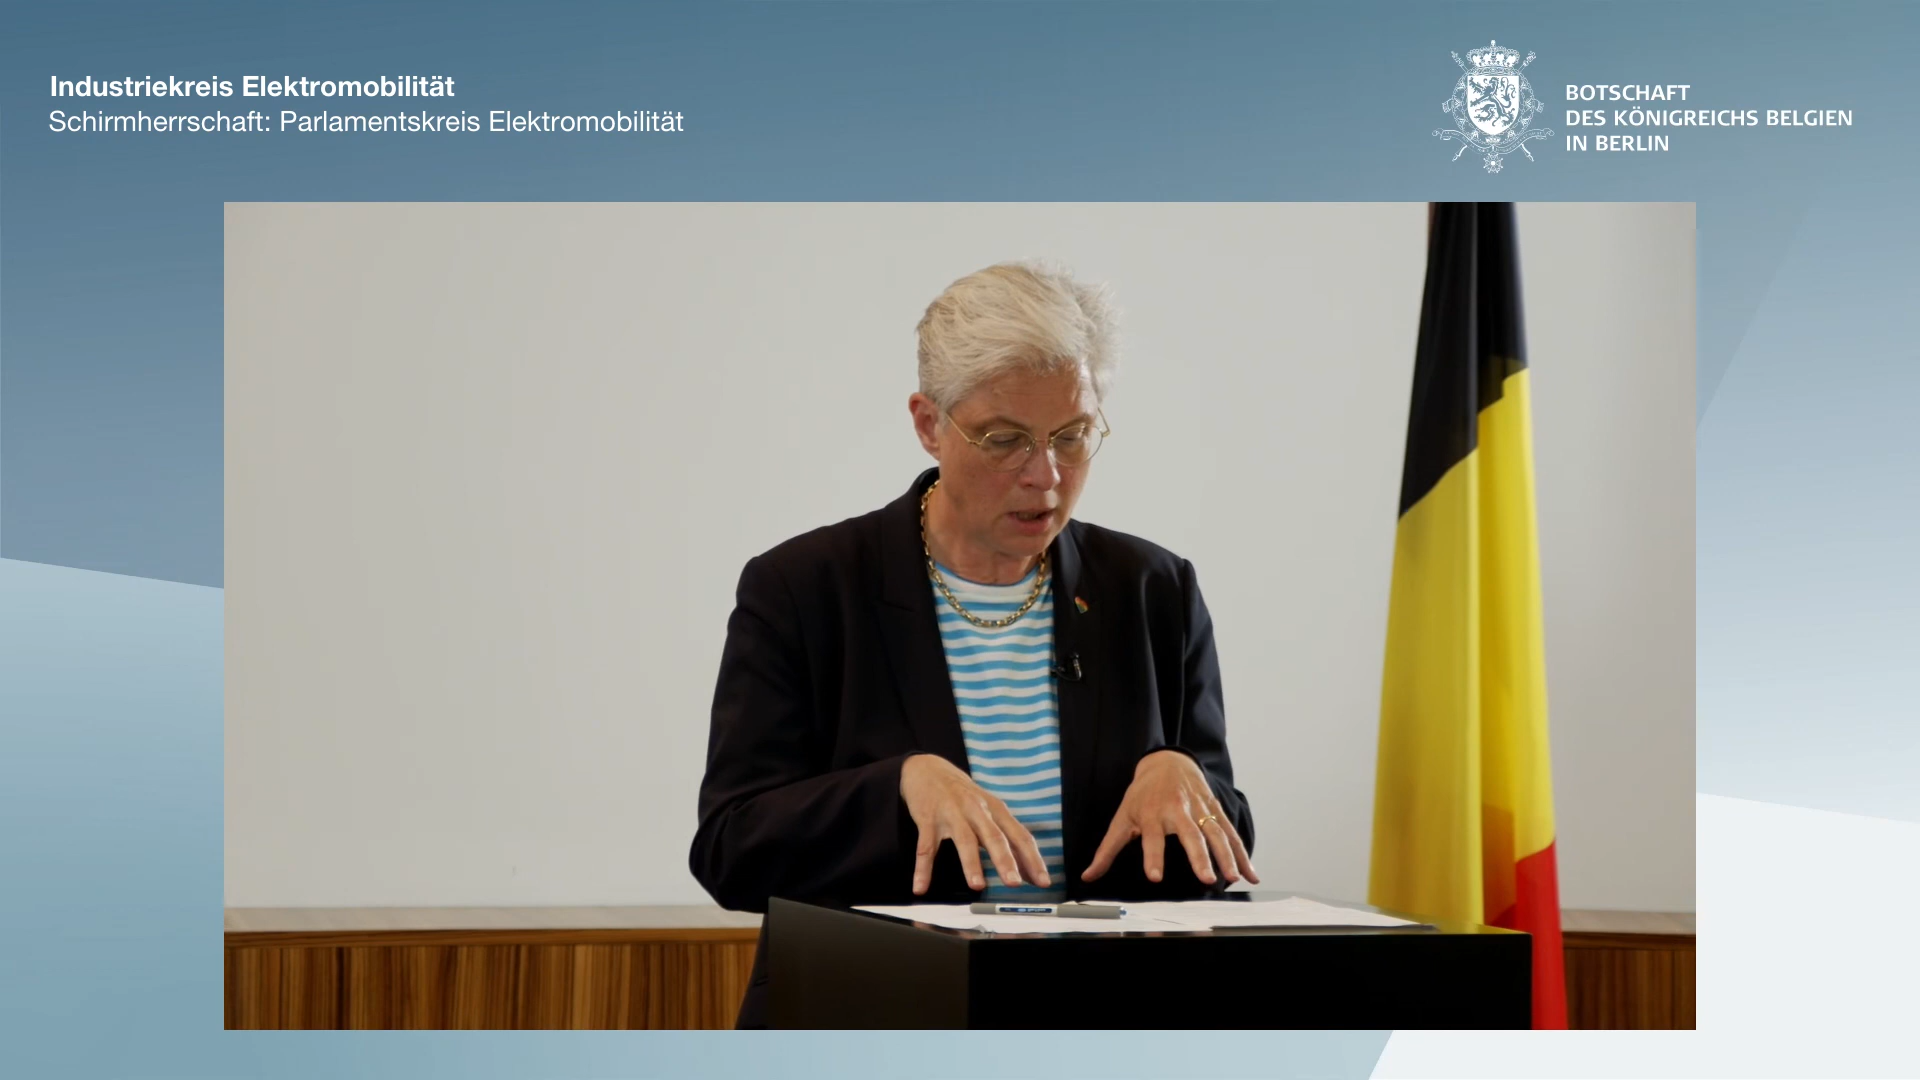 Industriekreis Elektromobilität
Schirmherrschaft: Parlamentskreis Elektromobilität
BOTSCHAFT
DES KÖNIGREICHS BELGIEN
IN BERLIN